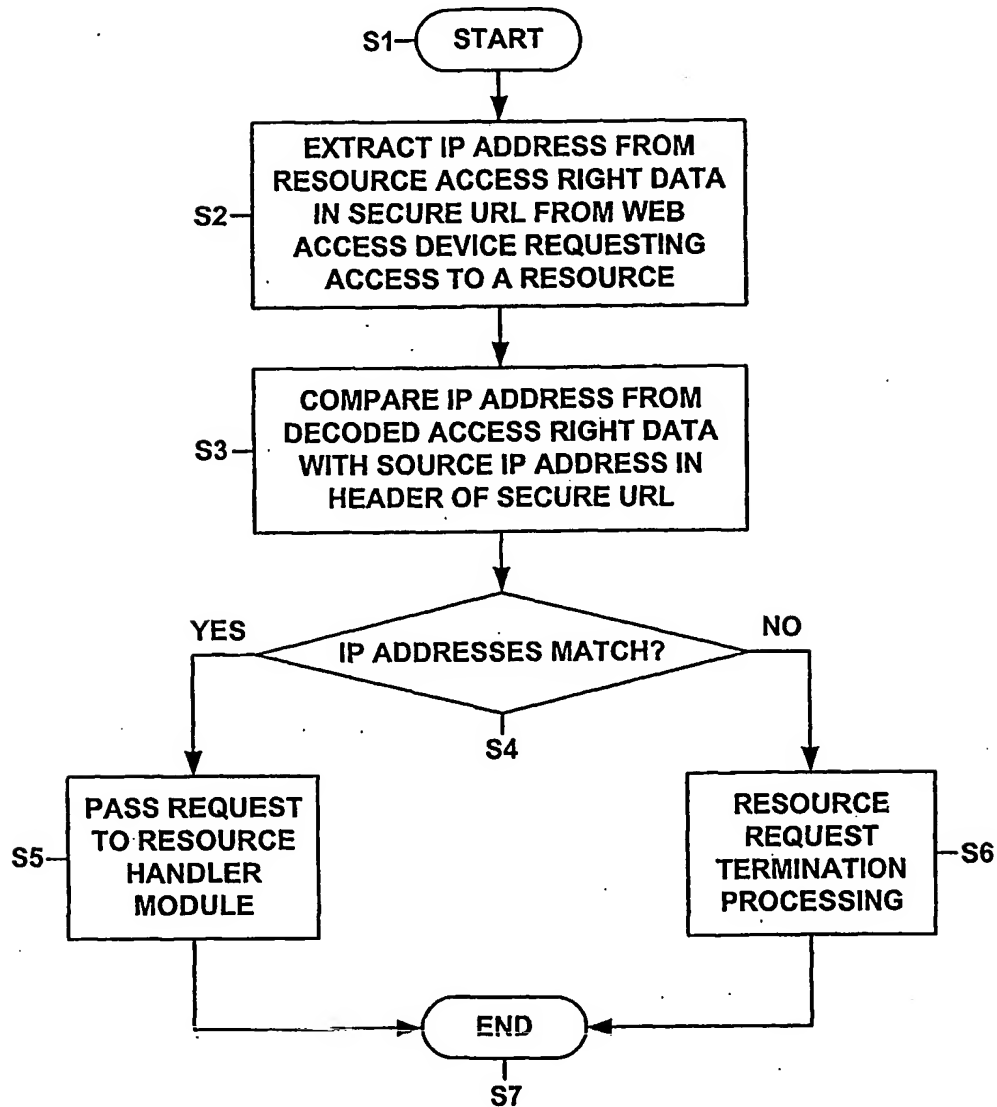 S1
START
EXTRACT IP ADDRESS FROM
RESOURCE ACCESS RIGHT DATA
IN SECURE URL FROM WEB
ACCESS DEVICE REQUESTING
ACCESS TO A RESOURCE
S2
COMPARE IP ADDRESS FROM
DECODED ACCESS RIGHT DATA
WITH SOURCE IP ADDRESS IN
HEADER OF SECURE URL
S3
YES
IP ADDRESSES MATCH?
NO
S4
PASS REQUEST
TO RESOURCE
HANDLER
MODULE
S5
RESOURCE
REQUEST
TERMINATION
PROCESSING
S6
END
S7